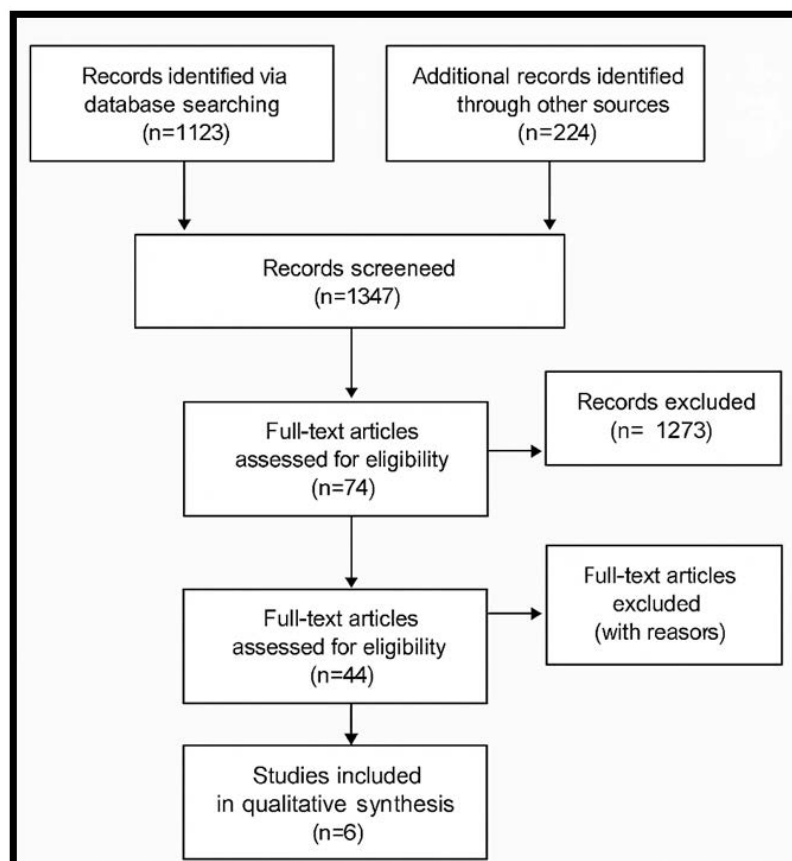 Records identified via
database searching
(n=1123)
Additional records identified
through other sources
(n=224)
Records screeneed
(n=1347)
Full-text articles
assessed for eligibility
(n=74)
Records excluded
(n= 1273)
Full-text articles
assessed for eligibility
(n=44)
Full-text articles
excluded
(with reasors)
Studies included
in qualitative synthesis
(n=6)